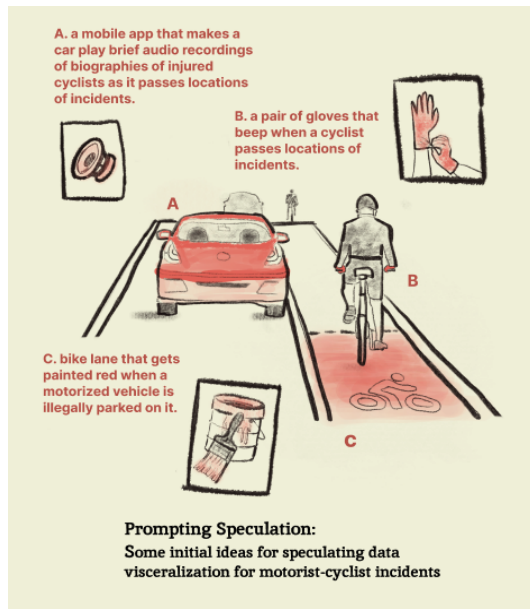 A. a mobile app that makes a
car play brief audio recordings
of biographies of injured
cyclists as it passes locations
of incidents.
B. a pair of gloves that
beep when a cyclist
passes locations of
incidents.
A
B
C. bike lane that gets
painted red when a
motorized vehicle is
illegally parked on it.
C
Prompting Speculation:
Some initial ideas for speculating data
visceralization for motorist-cyclist incidents